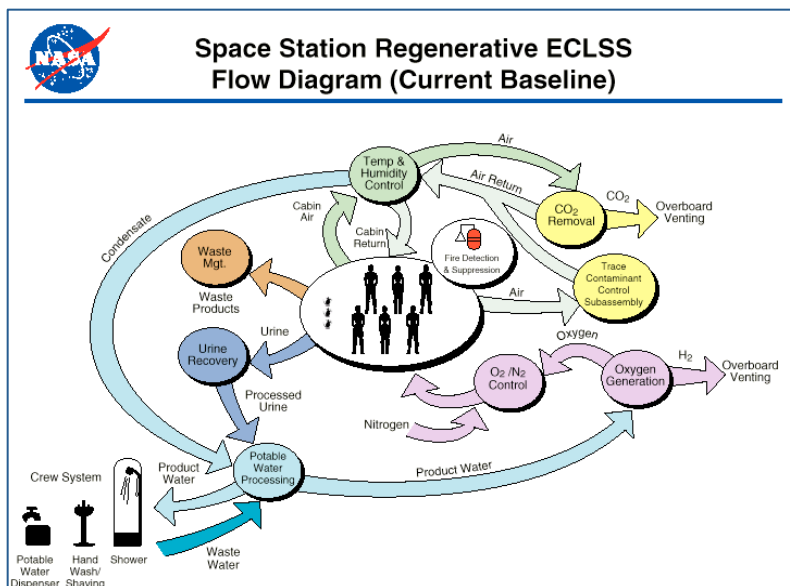 NASA
Space Station Regenerative ECLSS
Flow Diagram (Current Baseline)
Air
Temp &
Humidity
Control
Air Return
CO2
CO2
Removal
Overboard
Venting
Cabin
Air
Cabin
Return
Condensate
Fire Detection
& Suppression
Waste
Mgt.
Waste
Products
Trace
Contaminant
Control
Subassembly
Air
Urine
Oxygen
Urine
Recovery
O2 /N2
Control
Oxygen
Generation
H2
Overboard
Venting
Processed
Urine
Nitrogen
Potable
Water
Processing
Product Water
Product
Water
Crew System
Waste
Water
Potable
Water
Dispenser
Hand
Wash/
Shaving
Shower